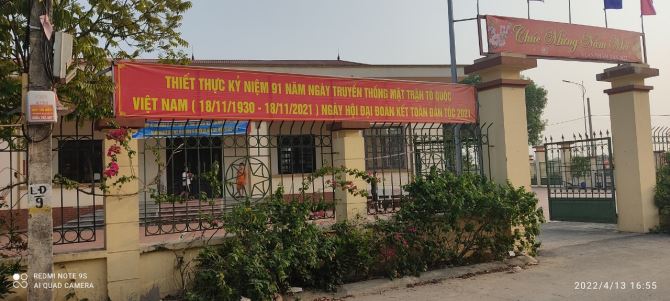 Chúc Mừng Năm Mới
THIẾT THỰC KỶ NIỆM 91 NĂM NGÀY TRUYỀN THỐNG MẶT TRẬN TỔ QUỐC
VIỆT NAM ( 18/11/1930 - 18/11/2021 ) NGÀY HỘI ĐẠI ĐOÀN KẾT TOÀN DÂN TỘC 2021
LĐ
9
REDMI NOTE 9S
AI QUAD CAMERA
2022/4/13 16:55